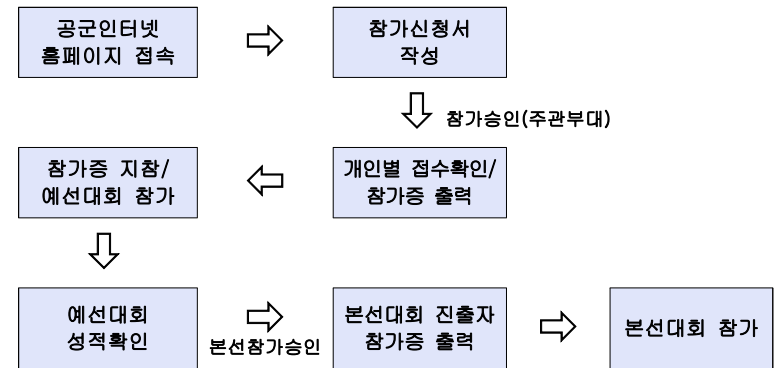 공군인터넷
홈페이지 접속
참가신청서
작성
참가승인(주관부대)
개인별 접수확인/
참가증 출력
참가증 지참/
예선대회 참가
예선대회
성적확인
본선참가승인
본선대회 진출자
참가증 출력
본선대회 참가